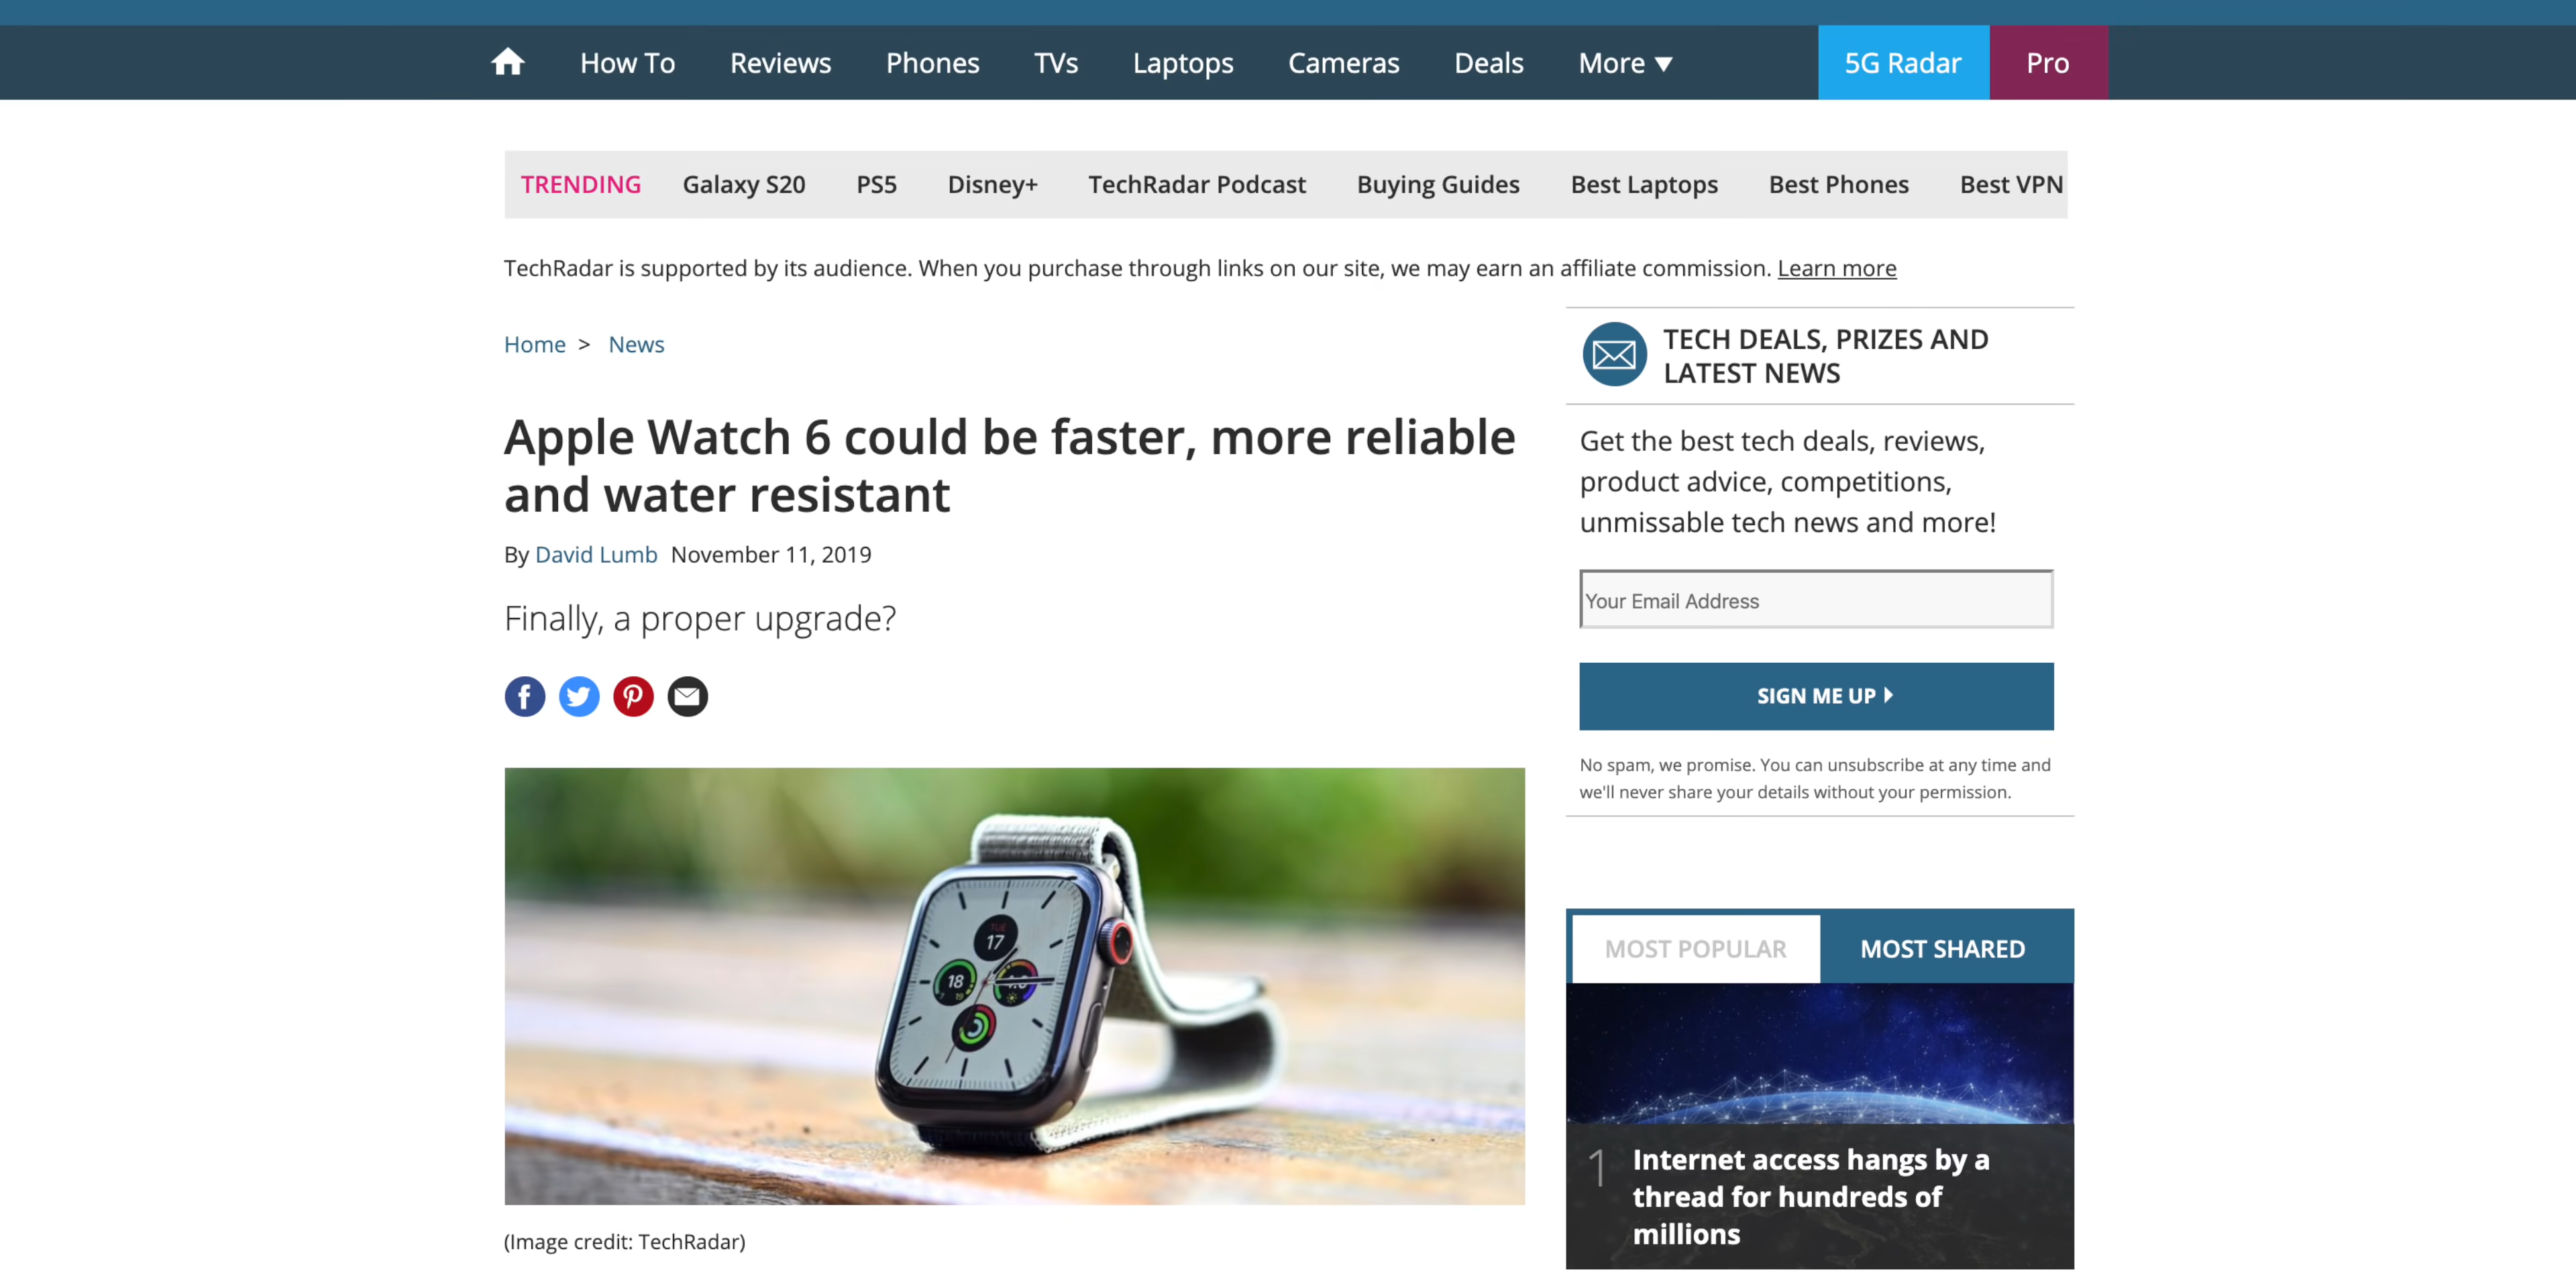 How To Reviews Phones TVs Laptops Cameras Deals More ▼ 5G Radar Pro
TRENDING Galaxy S20 PS5 Disney+ TechRadar Podcast Buying Guides Best Laptops Best Phones Best VPN
TechRadar is supported by its audience. When you purchase through links on our site, we may earn an affiliate commission. Learn more
Home > News
Apple Watch 6 could be faster, more reliable
and water resistant
By David Lumb November 11, 2019
Finally, a proper upgrade?
TUE
17
18
7 19
(Image credit: TechRadar)
TECH DEALS, PRIZES AND
LATEST NEWS
Get the best tech deals, reviews,
product advice, competitions,
unmissable tech news and more!
Your Email Address
SIGN ME UP
No spam, we promise. You can unsubscribe at any time and
we'll never share your details without your permission.
MOST POPULAR MOST SHARED
1 Internet access hangs by a
thread for hundreds of
millions